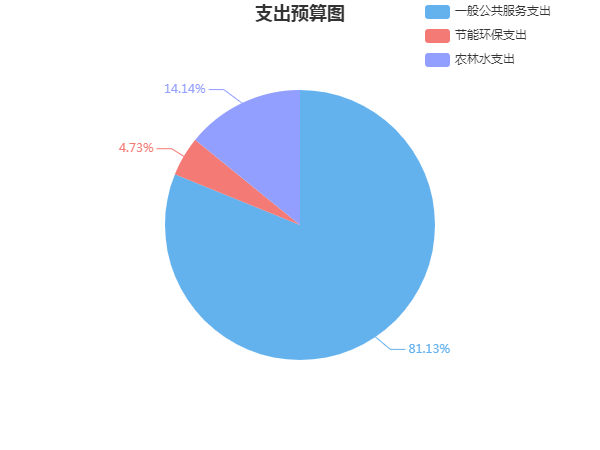 支出预算图
一般公共服务支出
节能环保支出
农林水支出
14.14%
4.73%
81.13%